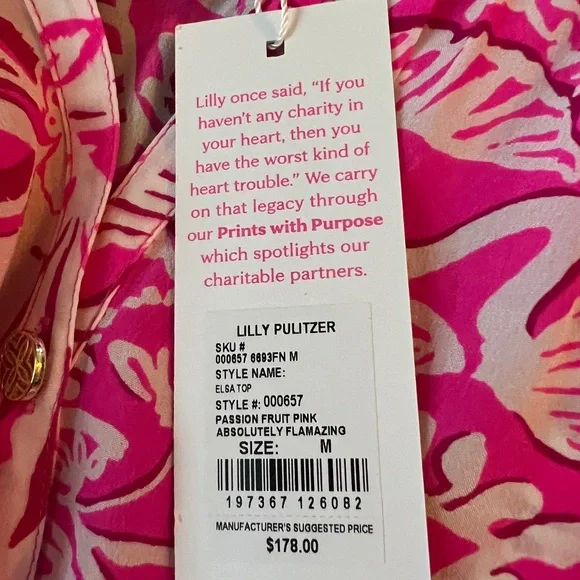 Lilly once said, “If you
haven't any charity in
your heart, then you
have the worst kind of
heart trouble.” We carry
on that legacy through
our Prints with Purpose
which spotlights our
charitable partners.
LILLY PULITZER
SKU #
000657 6693FN M
STYLE NAME:
ELSA TOP
STYLE #: 000657
PASSION FRUIT PINK
ABSOLUTELY FLAMAZING
SIZE: M
197367 126082
MANUFACTURER'S SUGGESTED PRICE
$178.00